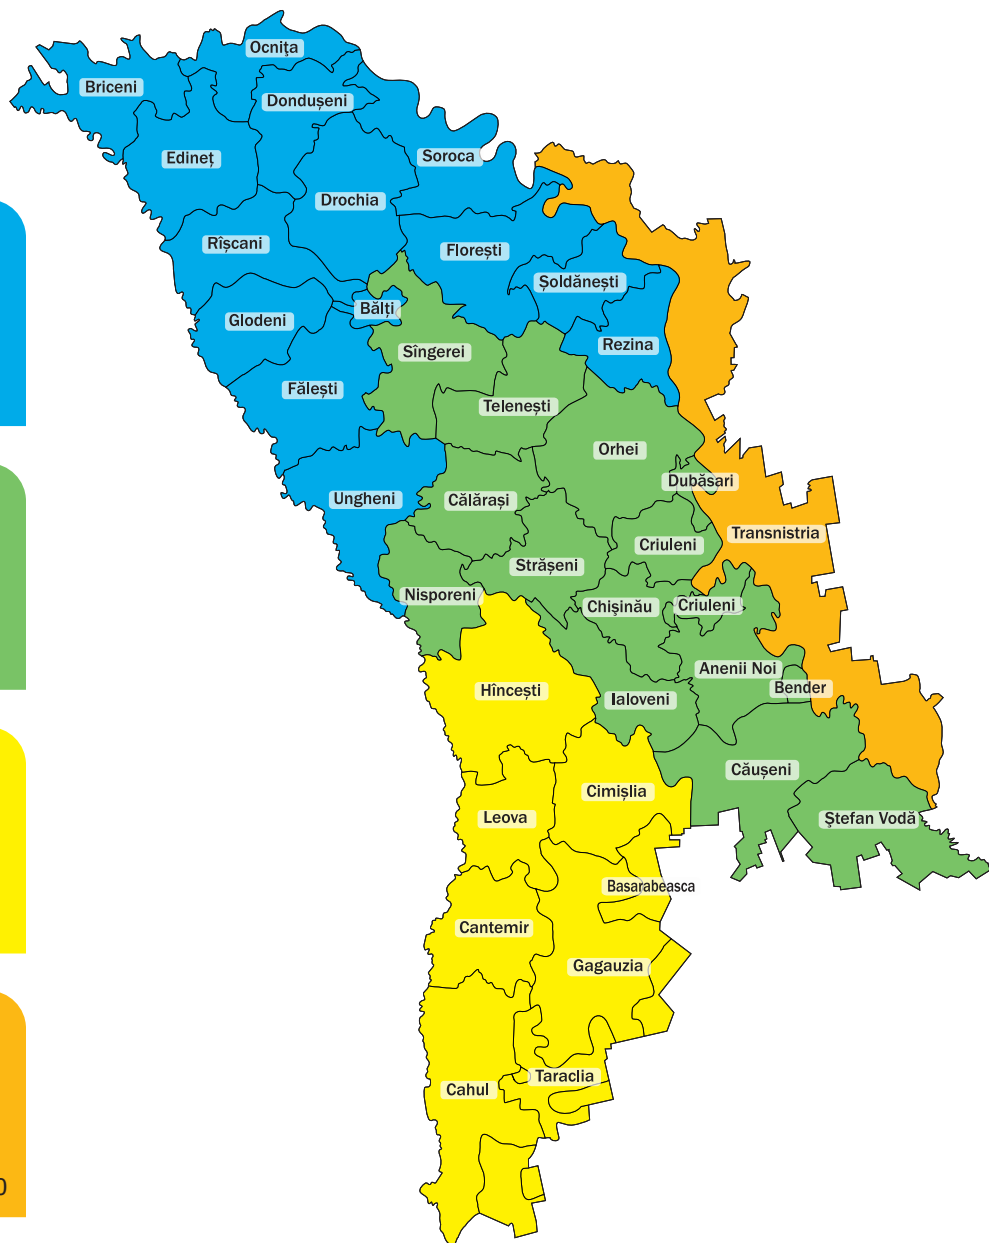 Ocnița
Briceni
Dondușeni
Edineț
Soroca
Drochia
Rîșcani
Florești
Șoldănești
Bălți
Glodeni
Rezina
Sîngerei
Fălești
Telenești
Orhei
Dubăsari
Ungheni
Călărași
Transnistria
Criuleni
Strășeni
Nisporeni
Chișinău
Criuleni
Anenii Noi
Bender
Hîncești
Ialoveni
Căușeni
Cimișlia
Leova
Ștefan Vodă
Basarabeasca
Cantemir
Gagauzia
Taraclia
Cahul